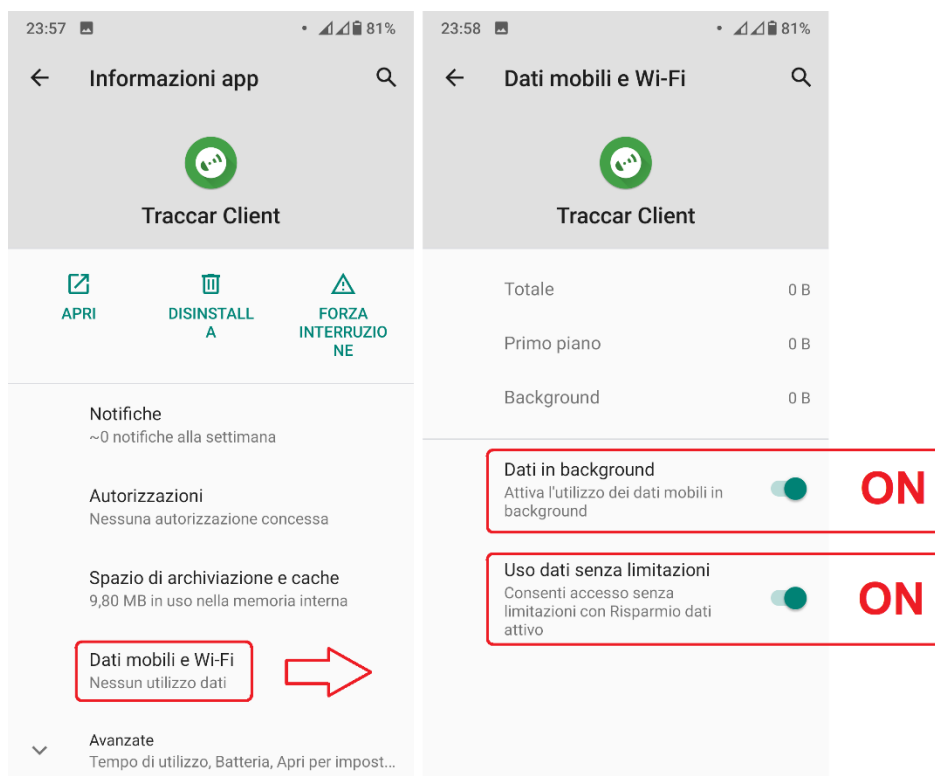 23:57
81%
Informazioni app
Traccar Client
APRI
DISINSTALL
A
FORZA
INTERRUZIO
NE
Notifiche
~0 notifiche alla settimana
Autorizzazioni
Nessuna autorizzazione concessa
Spazio di archiviazione e cache
9,80 MB in uso nella memoria interna
Dati mobili e Wi-Fi
Nessun utilizzo dati
Avanzate
Tempo di utilizzo, Batteria, Apri per impost...
23:58
81%
Dati mobili e Wi-Fi
Traccar Client
Totale
0 B
Primo piano
0 B
Background
0 B
Dati in background
Attiva l'utilizzo dei dati mobili in
background
ON
Uso dati senza limitazioni
Consenti accesso senza
limitazioni con Risparmio dati
attivo
ON